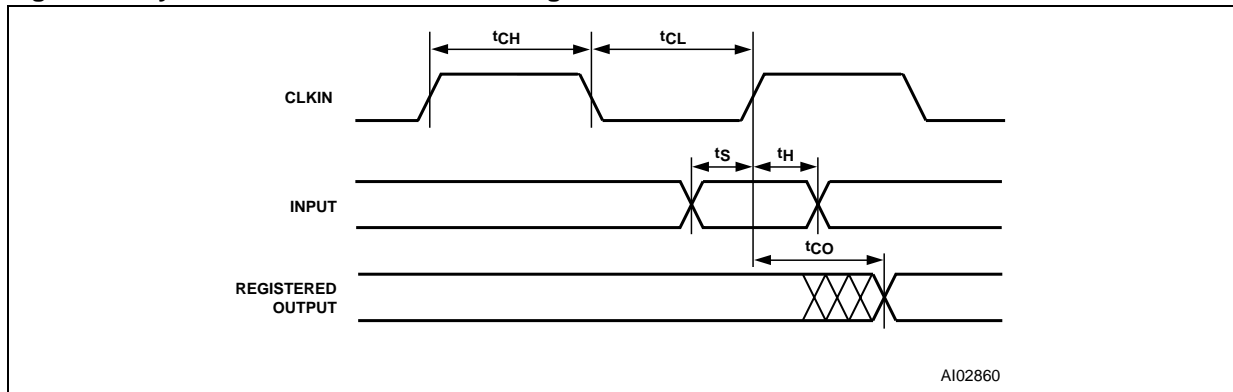 tCH
tCL
CLKIN
tS
tH
INPUT
tCO
REGISTERED
OUTPUT
AI02860